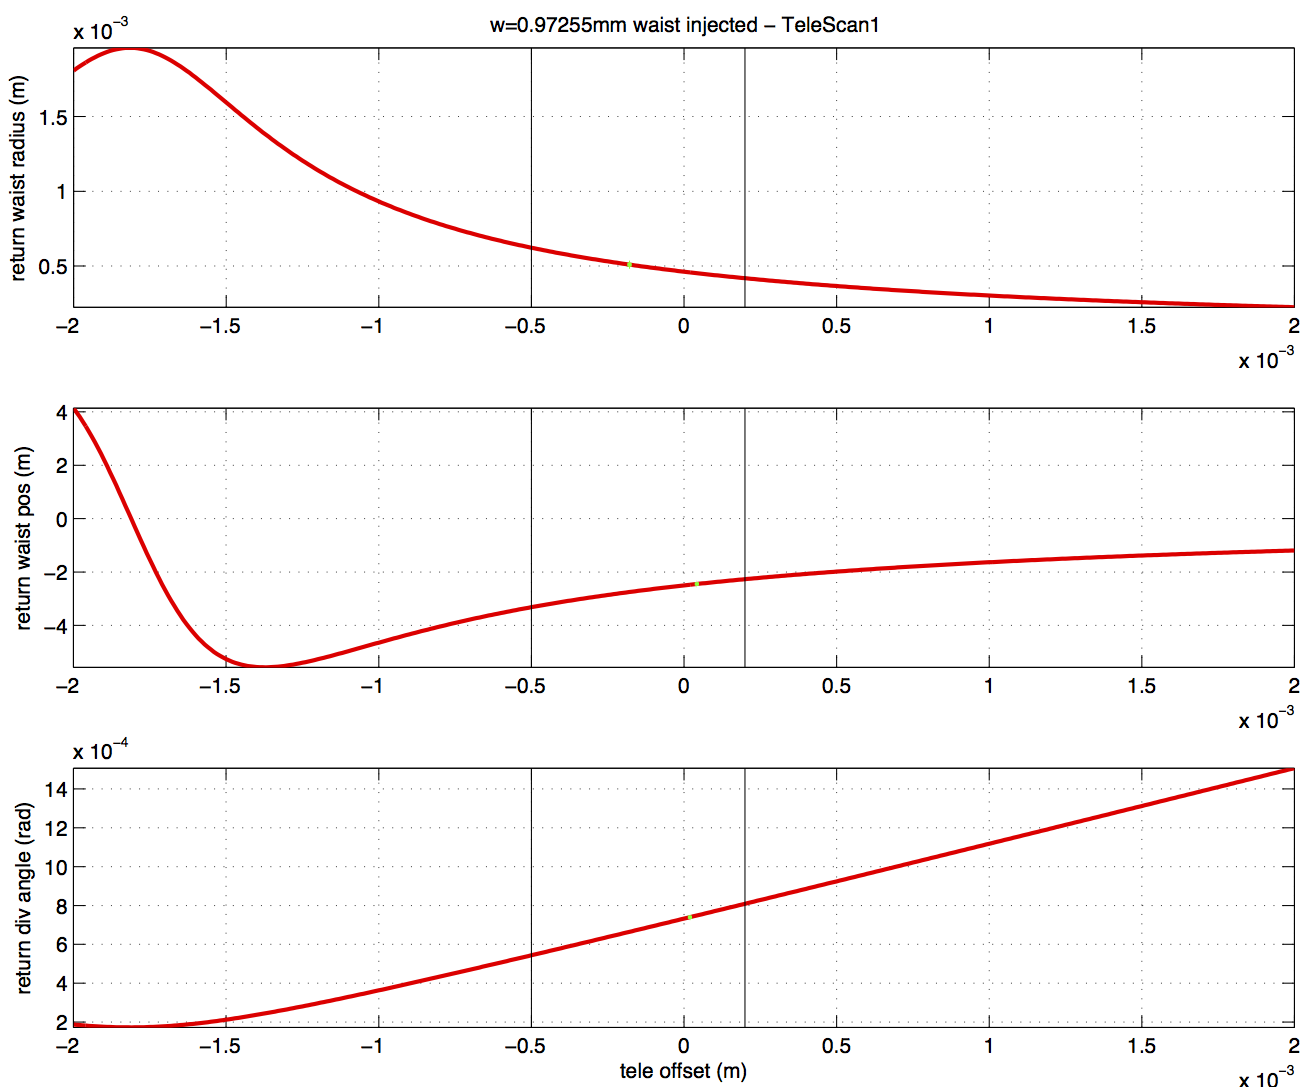 w=0.97255mm waist injected − TeleScan1
x 10−3
return waist radius (m)
1.5
1
0.5
−2 −1.5 −1 −0.5 0 0.5 1 1.5 2
x 10−3
return waist pos (m)
4
2
0
−2
−4
−2 −1.5 −1 −0.5 0 0.5 1 1.5 2
x 10−3
x 10−4
return div angle (rad)
14
12
10
8
6
4
2
−2 −1.5 −1 −0.5 0 0.5 1 1.5 2
tele offset (m)
x 10−3